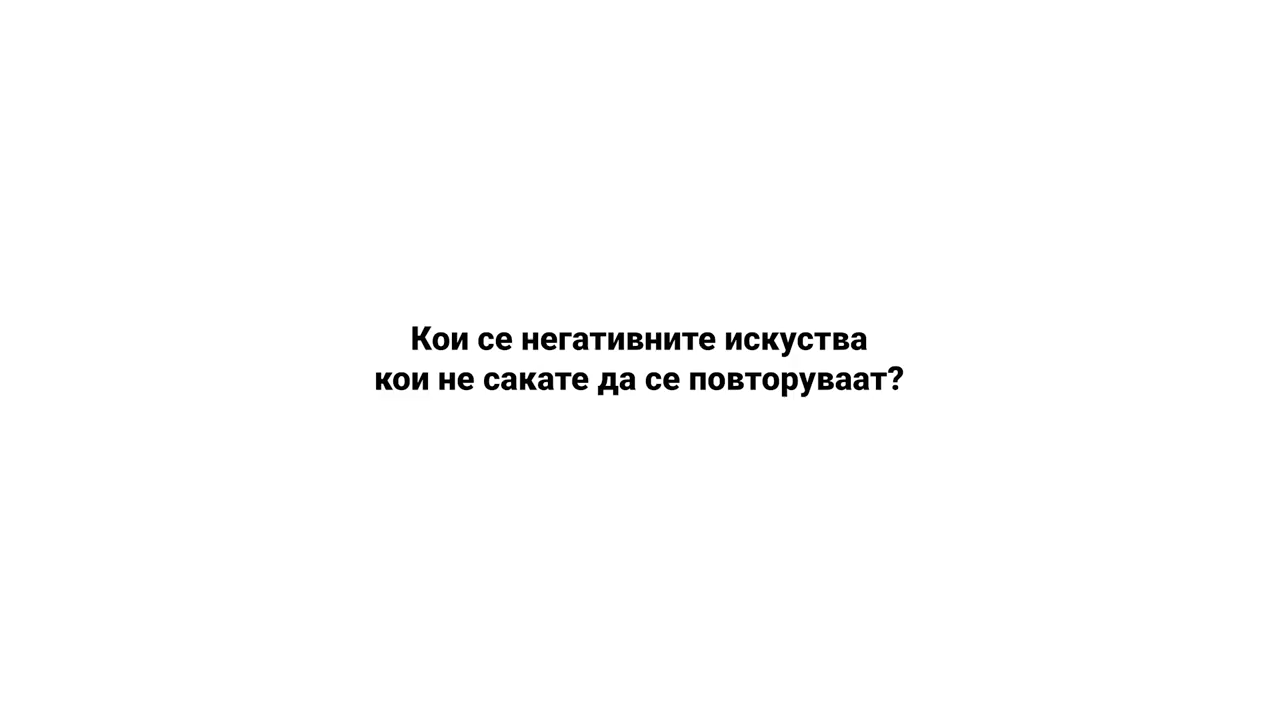 Кои се негативните искуства
кои не сакате да се повторуваат?